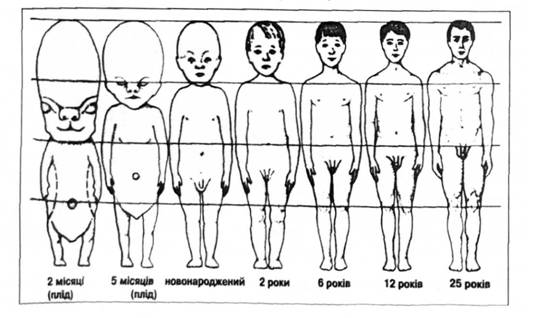 2 місяці
(плід)
5 місяців
(плід)
новонароджений
2 роки
6 років
12 років
25 років